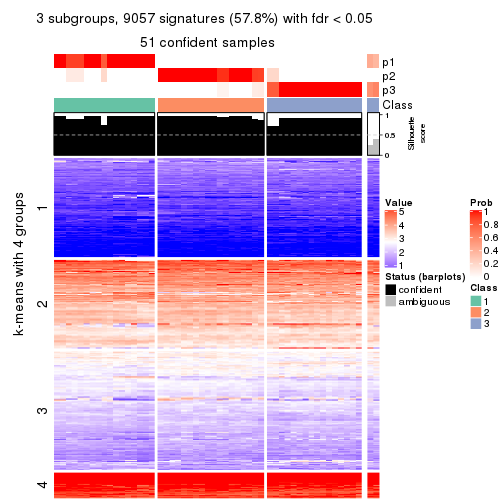 3 subgroups, 9057 signatures (57.8%) with fdr < 0.05
51 confident samples
p1
p2
p3
Class
1
0.5
0
Silhouette
score
k-means with 4 groups
1
2
3
4
Value
5
4
3
2
1
Status (barplots)
confident
ambiguous
Prob
1
0.8
0.6
0.4
0.2
0
Class
1
2
3